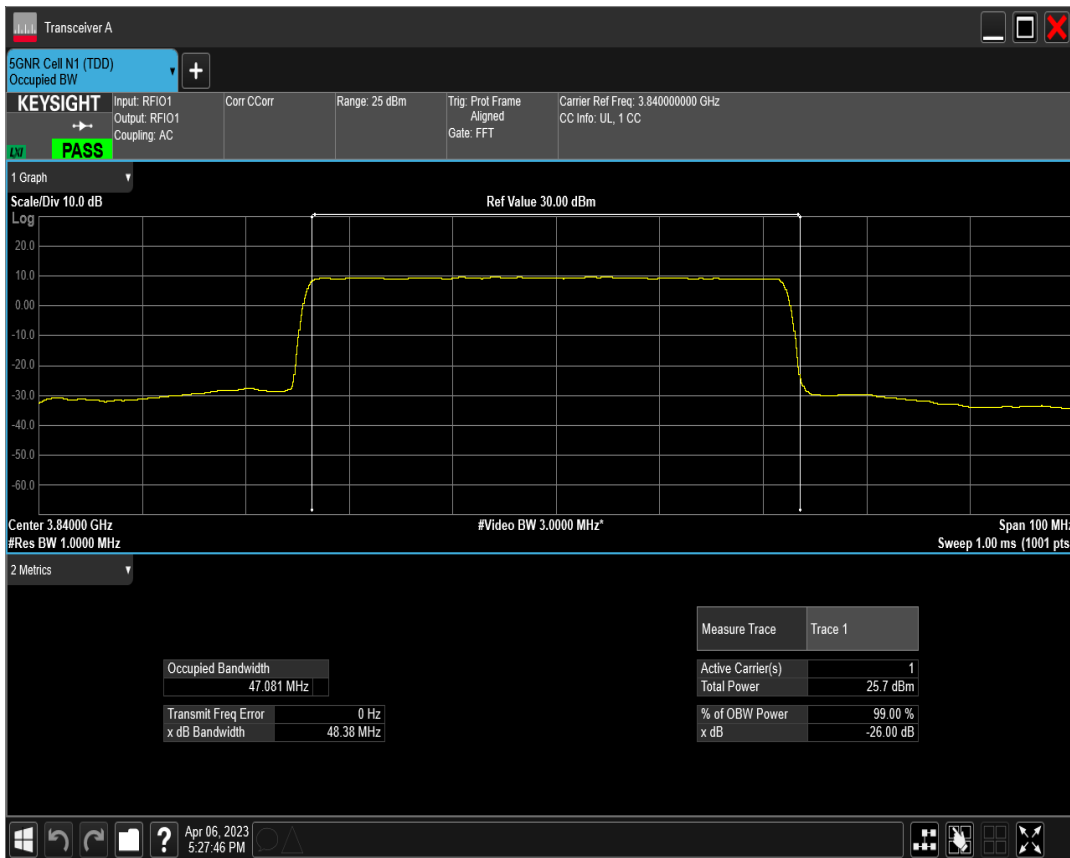 Transceiver A
5GNR Cell N1 (TDD)
Occupied BW
+
KEYSIGHT
LXI
PASS
Input: RFIO1
Output: RFIO1
Coupling: AC
Corr CCorr
Range: 25 dBm
Trig: Prot Frame
Aligned
Gate: FFT
Carrier Ref Freq: 3.840000000 GHz
CC Info: UL, 1 CC
1 Graph
Scale/Div 10.0 dB
Ref Value 30.00 dBm
Log
20.0
10.0
0.00
-10.0
-20.0
-30.0
-40.0
-50.0
-60.0
Center 3.84000 GHz
#Video BW 3.0000 MHz*
Span 100 MHz
#Res BW 1.0000 MHz
Sweep 1.00 ms (1001 pts
2 Metrics
Measure Trace Trace 1
Occupied Bandwidth
47.081 MHz
Active Carrier(s) 1
Total Power 25.7 dBm
Transmit Freq Error 0 Hz
x dB Bandwidth 48.38 MHz
% of OBW Power 99.00 %
x dB -26.00 dB
?
Apr 06, 2023
5:27:46 PM